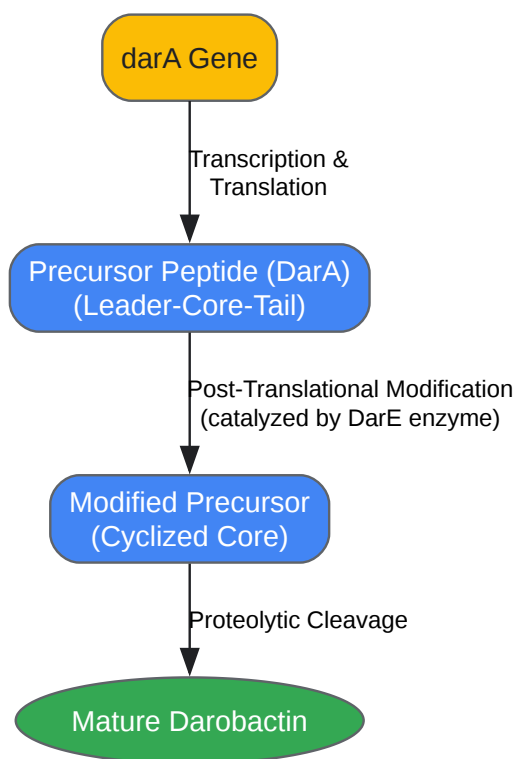 darA Gene
Transcription &
Translation
Precursor Peptide (DarA)
(Leader-Core-Tail)
Post-Translational Modification
(catalyzed by DarE enzyme)
Modified Precursor
(Cyclized Core)
Proteolytic Cleavage
Mature Darobactin